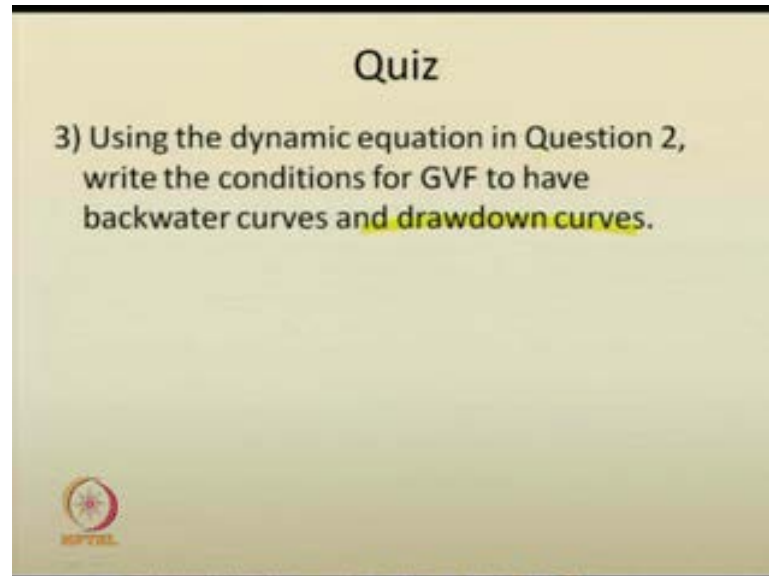 Quiz
3) Using the dynamic equation in Question 2,
write the conditions for GVF to have
backwater curves and drawdown curves.
NPTEL